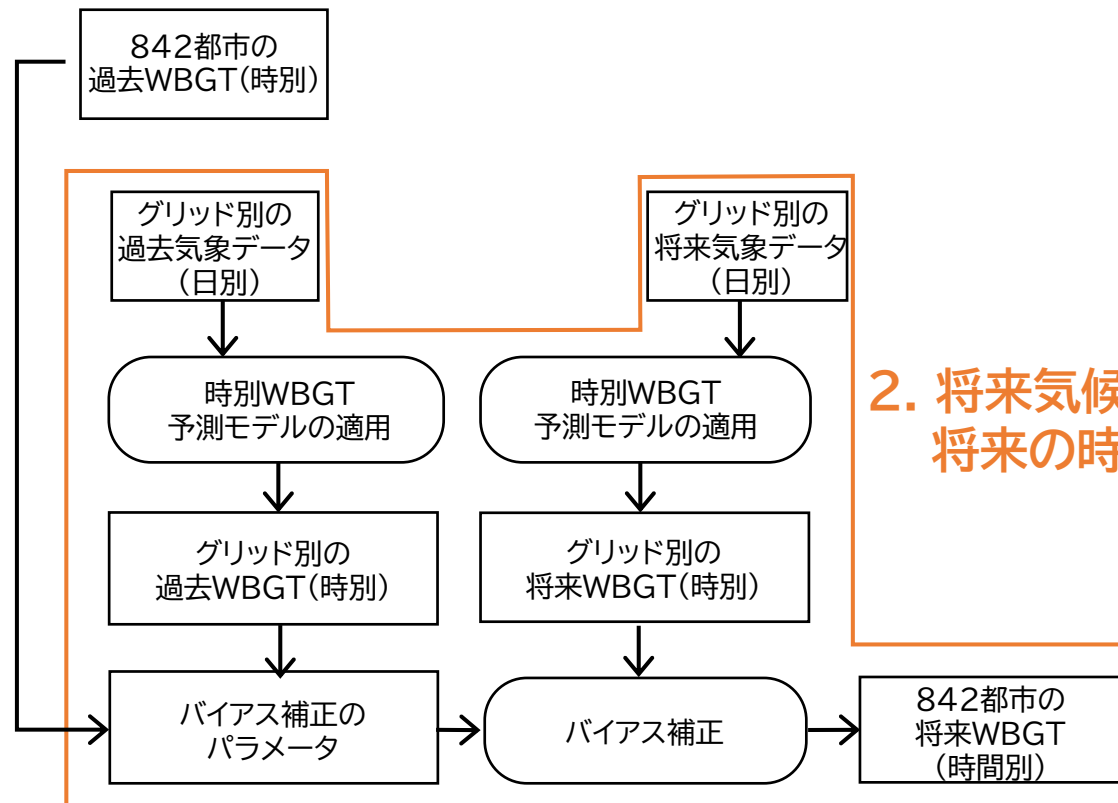 842都市の
過去WBGT(時別)
グリッド別の
過去気象データ
(日別)
グリッド別の
将来気象データ
(日別)
時別WBGT
予測モデルの適用
時別WBGT
予測モデルの適用
2. 将来気候
将来の時
グリッド別の
過去WBGT(時別)
グリッド別の
将来WBGT(時別)
バイアス補正の
パラメータ
バイアス補正
842都市の
将来WBGT
(時間別)